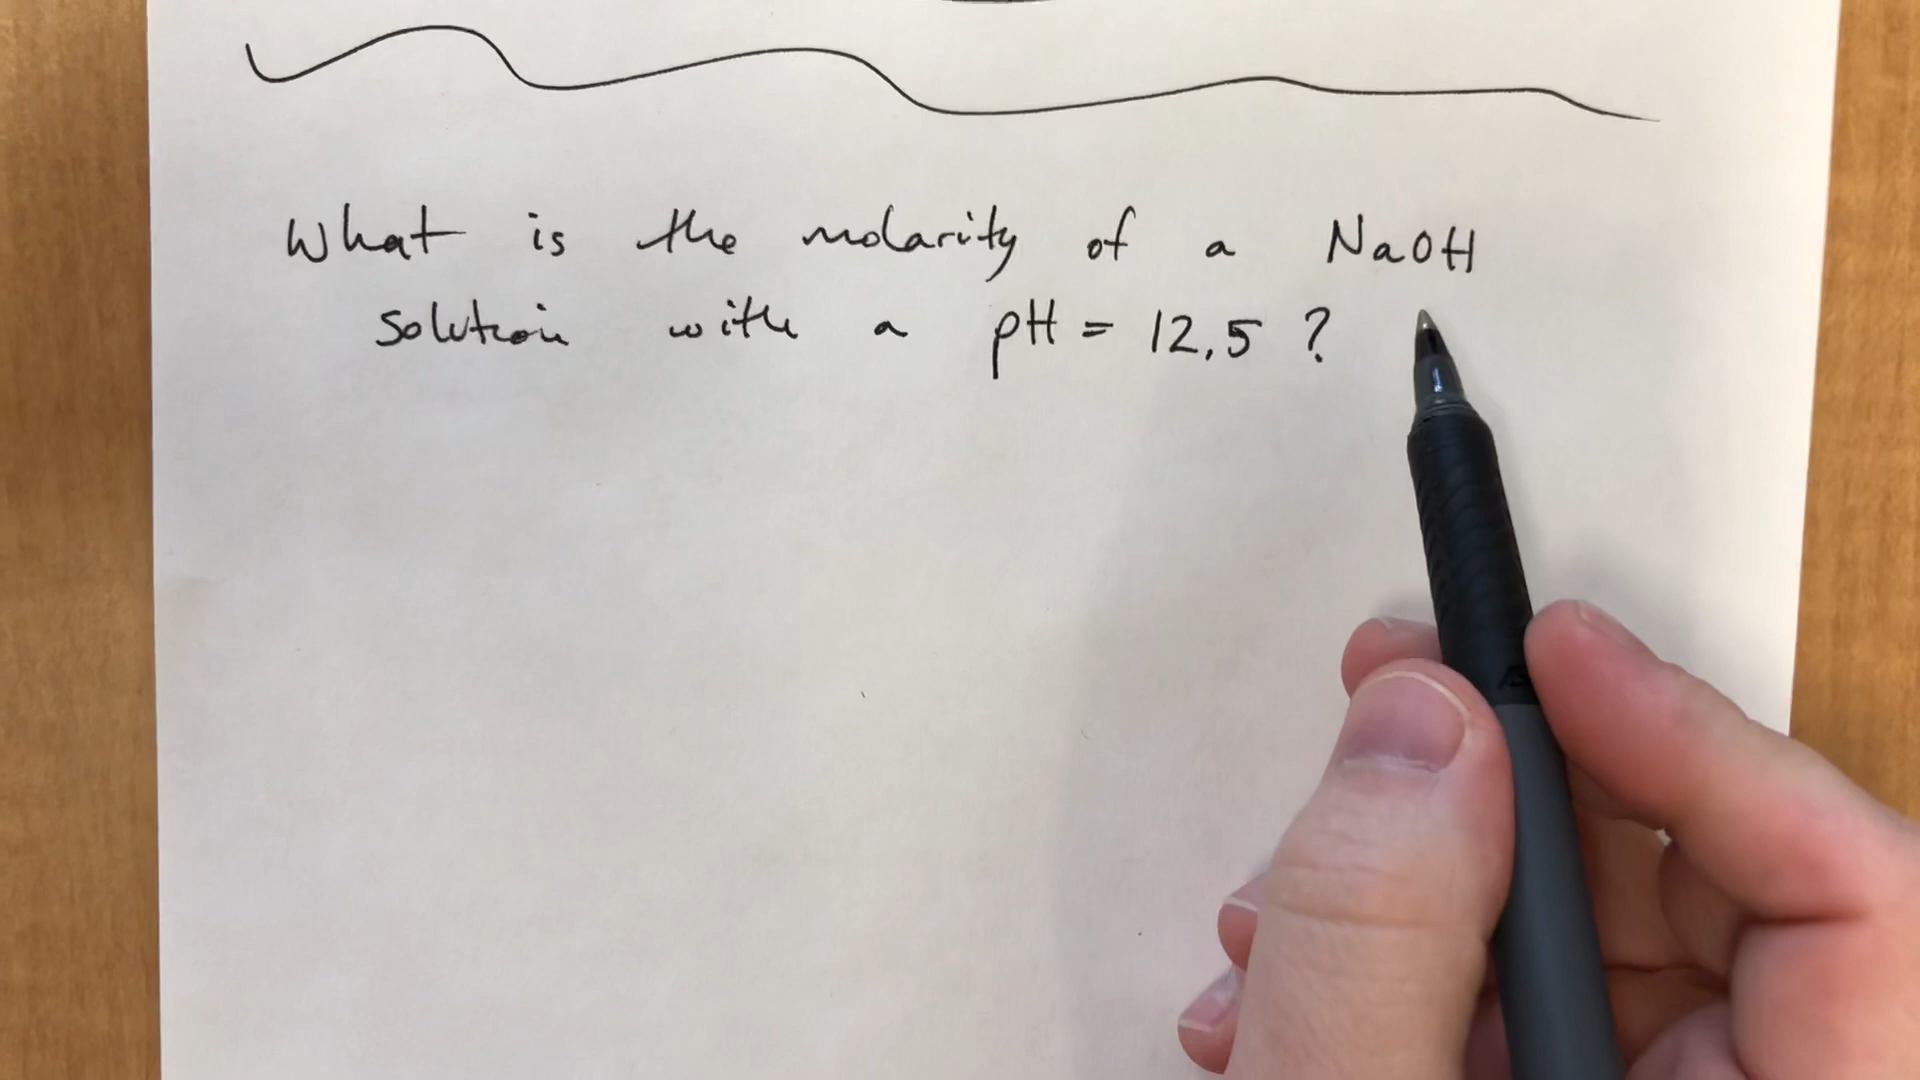 What is the molarity of a NaOH
solution with a pH = 12.5 ?